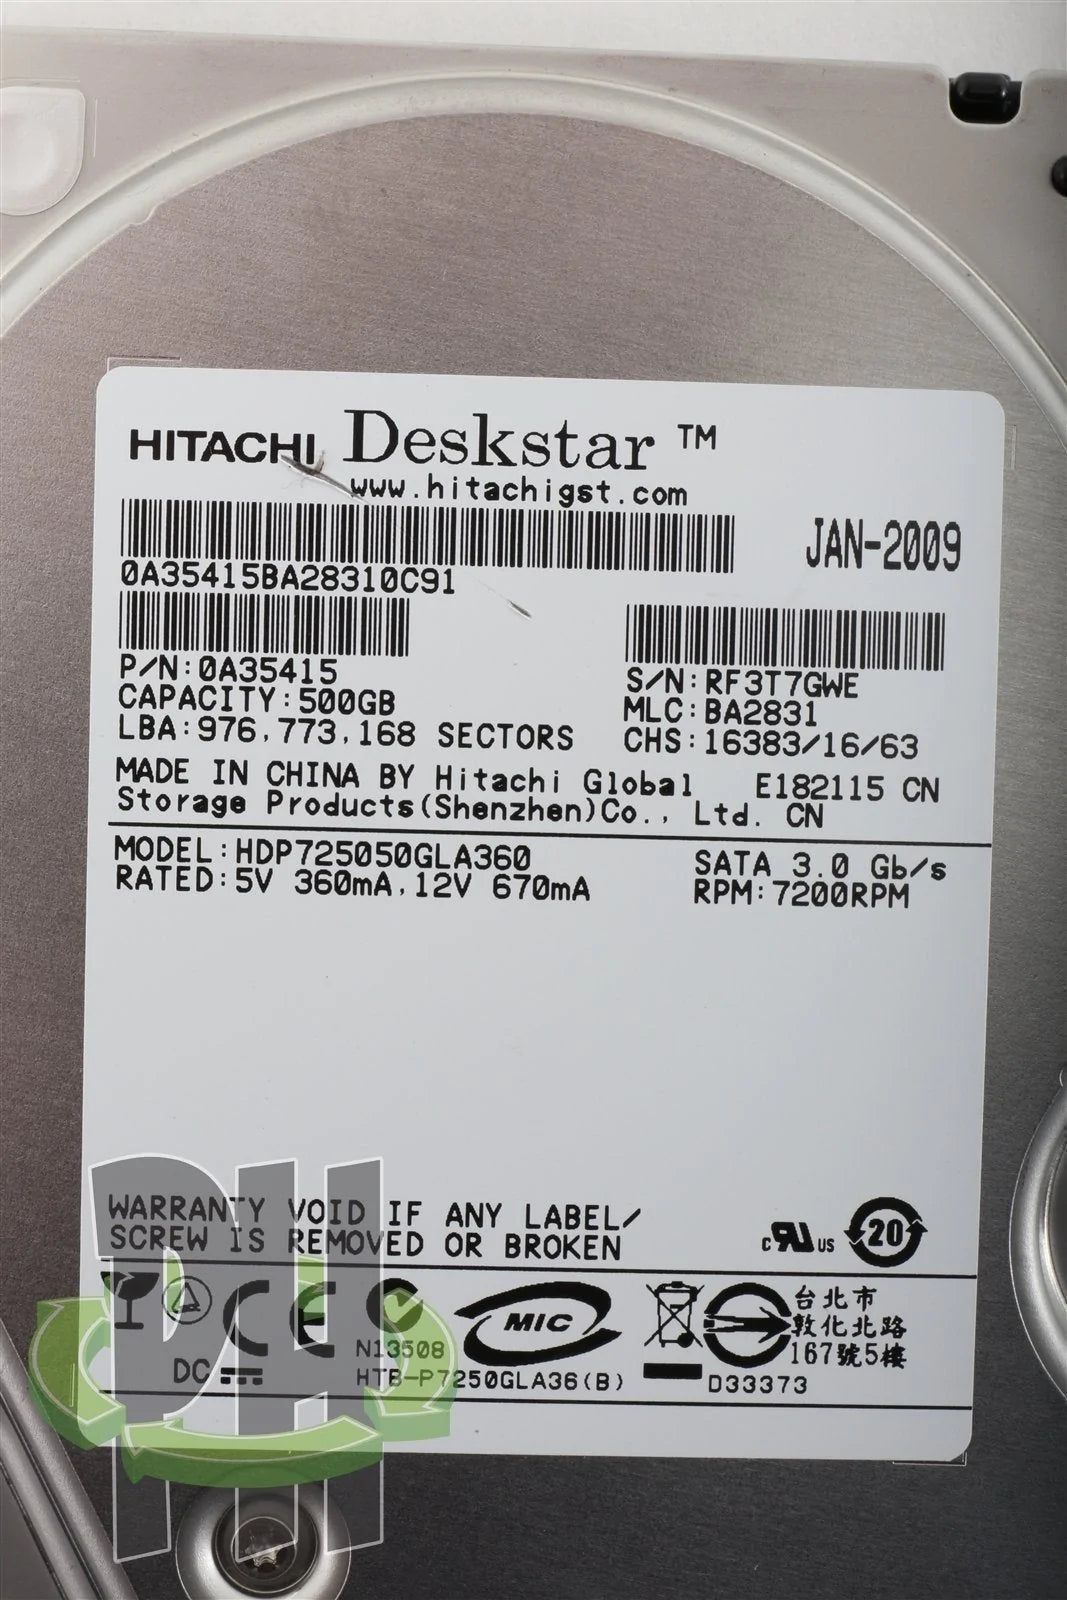 HITACHI Deskstar ™
www.hitachigst.com
JAN-2009
0A35415BA28310C91
P/N:0A35415
CAPACITY:500GB
LBA:976,773,168 SECTORS
S/N:RF3T7GWE
MLC:BA2831
CHS:16383/16/63
MADE IN CHINA BY Hitachi Global E182115 CN
Storage Products(Shenzhen)Co., Ltd. CN
MODEL:HDP725050GLA360
RATED:5V 360mA,12V 670mA
SATA 3.0 Gb/s
RPM:7200RPM
WARRANTY VOID IF ANY LABEL/
SCREW IS REMOVED OR BROKEN
c RU US
20
CE
MIC
台北市
敦化北路
167號5樓
N13508
DC
HTB-P7250GLA36(B)
D33373
PHH